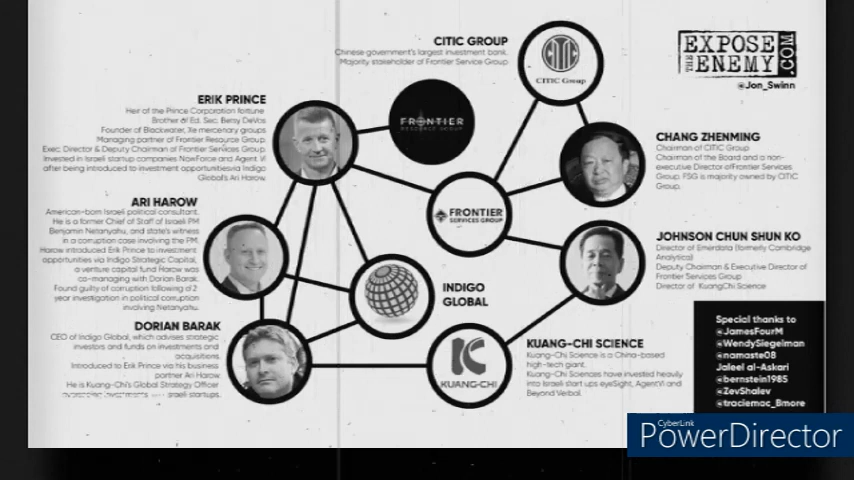 CITIC GROUP
Chinese government's largest investment bank.
Majority stakeholder of Frontier Service Group
CITIC
CITIC Group
EXPOSE
THE ENEMY
.COM
@Jon_Swinn
ERIK PRINCE
Heir of the Prince Corporation fortune
Brother of Ed. Sec. Betsy DeVos
Founder of Blackwater, Xe mercenary groups
Managing partner of Frontier Resource Group.
Exec. Director & Deputy Chairman of Frontier Services Group.
Invested in Israeli startup companies NowForce and Agent VI
after being introduced to investment opportunities via Indigo
Global's Ari Harow.
FRONTIER
RESOURCE GROUP
CHANG ZHENMING
Chairman of CITIC Group
Chairman of the Board and a non-
executive Director of Frontier Services
Group. FSG is majority owned by CITIC
Group.
ARI HAROW
American-born Israeli political consultant.
He is a former Chief of Staff of Israeli PM
Benjamin Netanyahu, and state's witness
in a corruption case involving the PM.
Harow introduced Erik Prince to investment
opportunities via Indigo Strategic Capital,
a venture capital fund Harow was
co-managing with Dorian Barak.
Found guilty of corruption following a 2
year investigation in political corruption
involving Netanyahu.
FRONTIER
SERVICES GROUP
JOHNSON CHUN SHUN KO
Director of Emerdata (formerly Cambridge
Analytica)
Deputy Chairman & Executive Director of
Frontier Services Group
Director of KuangChi Science
INDIGO
GLOBAL
DORIAN BARAK
CEO of Indigo Global, which advises strategic
investors and funds on investments and
acquisitions.
Introduced to Erik Prince via his business
partner Ari Harow.
He is Kuang-Chi's Global Strategy Officer
overseeing investments Israeli startups.
KUANG-CHI
KUANG-CHI SCIENCE
Kuang-Chi Science is a China-based
high-tech giant.
Kuang-Chi Sciences have invested heavily
into Israeli start ups eyeSight, AgentVi and
Beyond Verbal.
Special thanks to
@JamesFourM
@WendySiegelman
@namaste08
Jaleel al-Askari
@bernstein1985
@ZevShalev
@traciemac_Bmore
CyberLink
PowerDirector